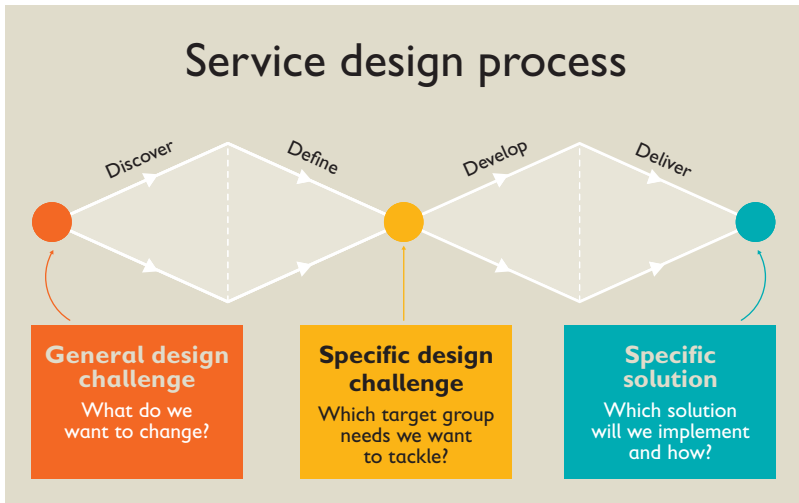 Service design process
Discover
Define
Develop
Deliver
General design
challenge
What do we
want to change?
Specific design
challenge
Which target group
needs we want
to tackle?
Specific
solution
Which solution
will we implement
and how?